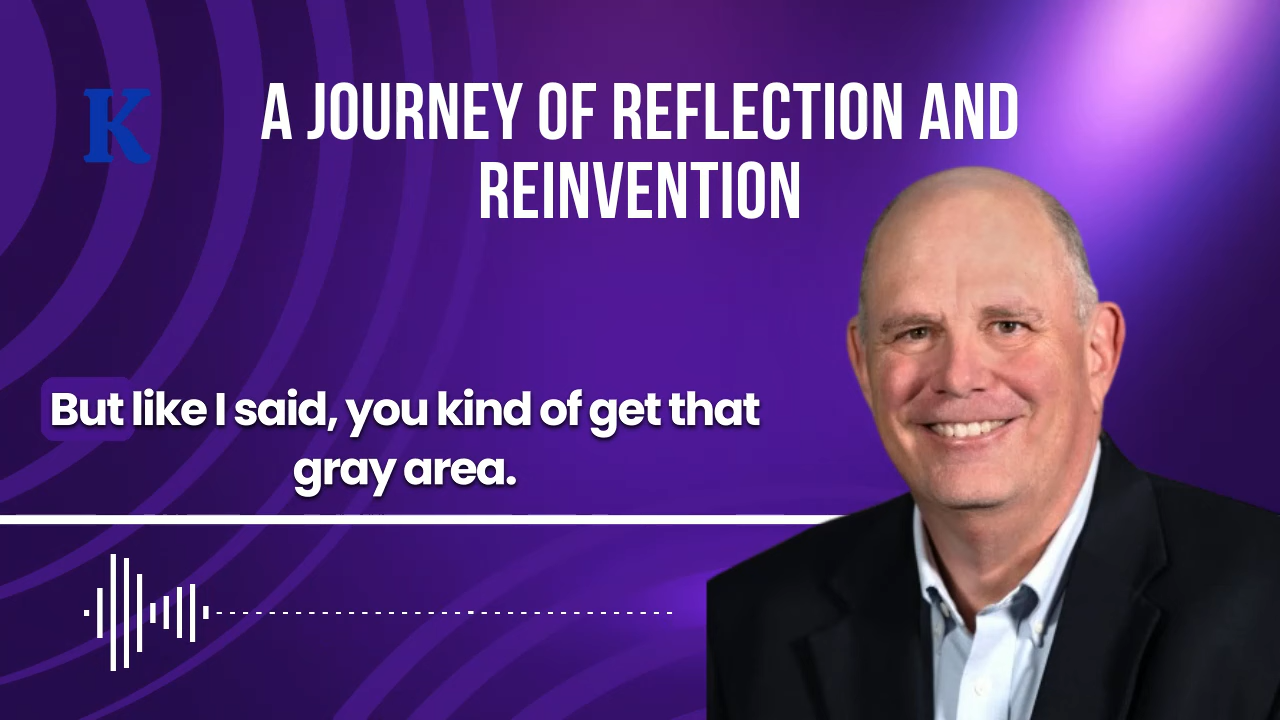 K
A JOURNEY OF REFLECTION AND
REINVENTION
But like I said, you kind of get that
gray area.